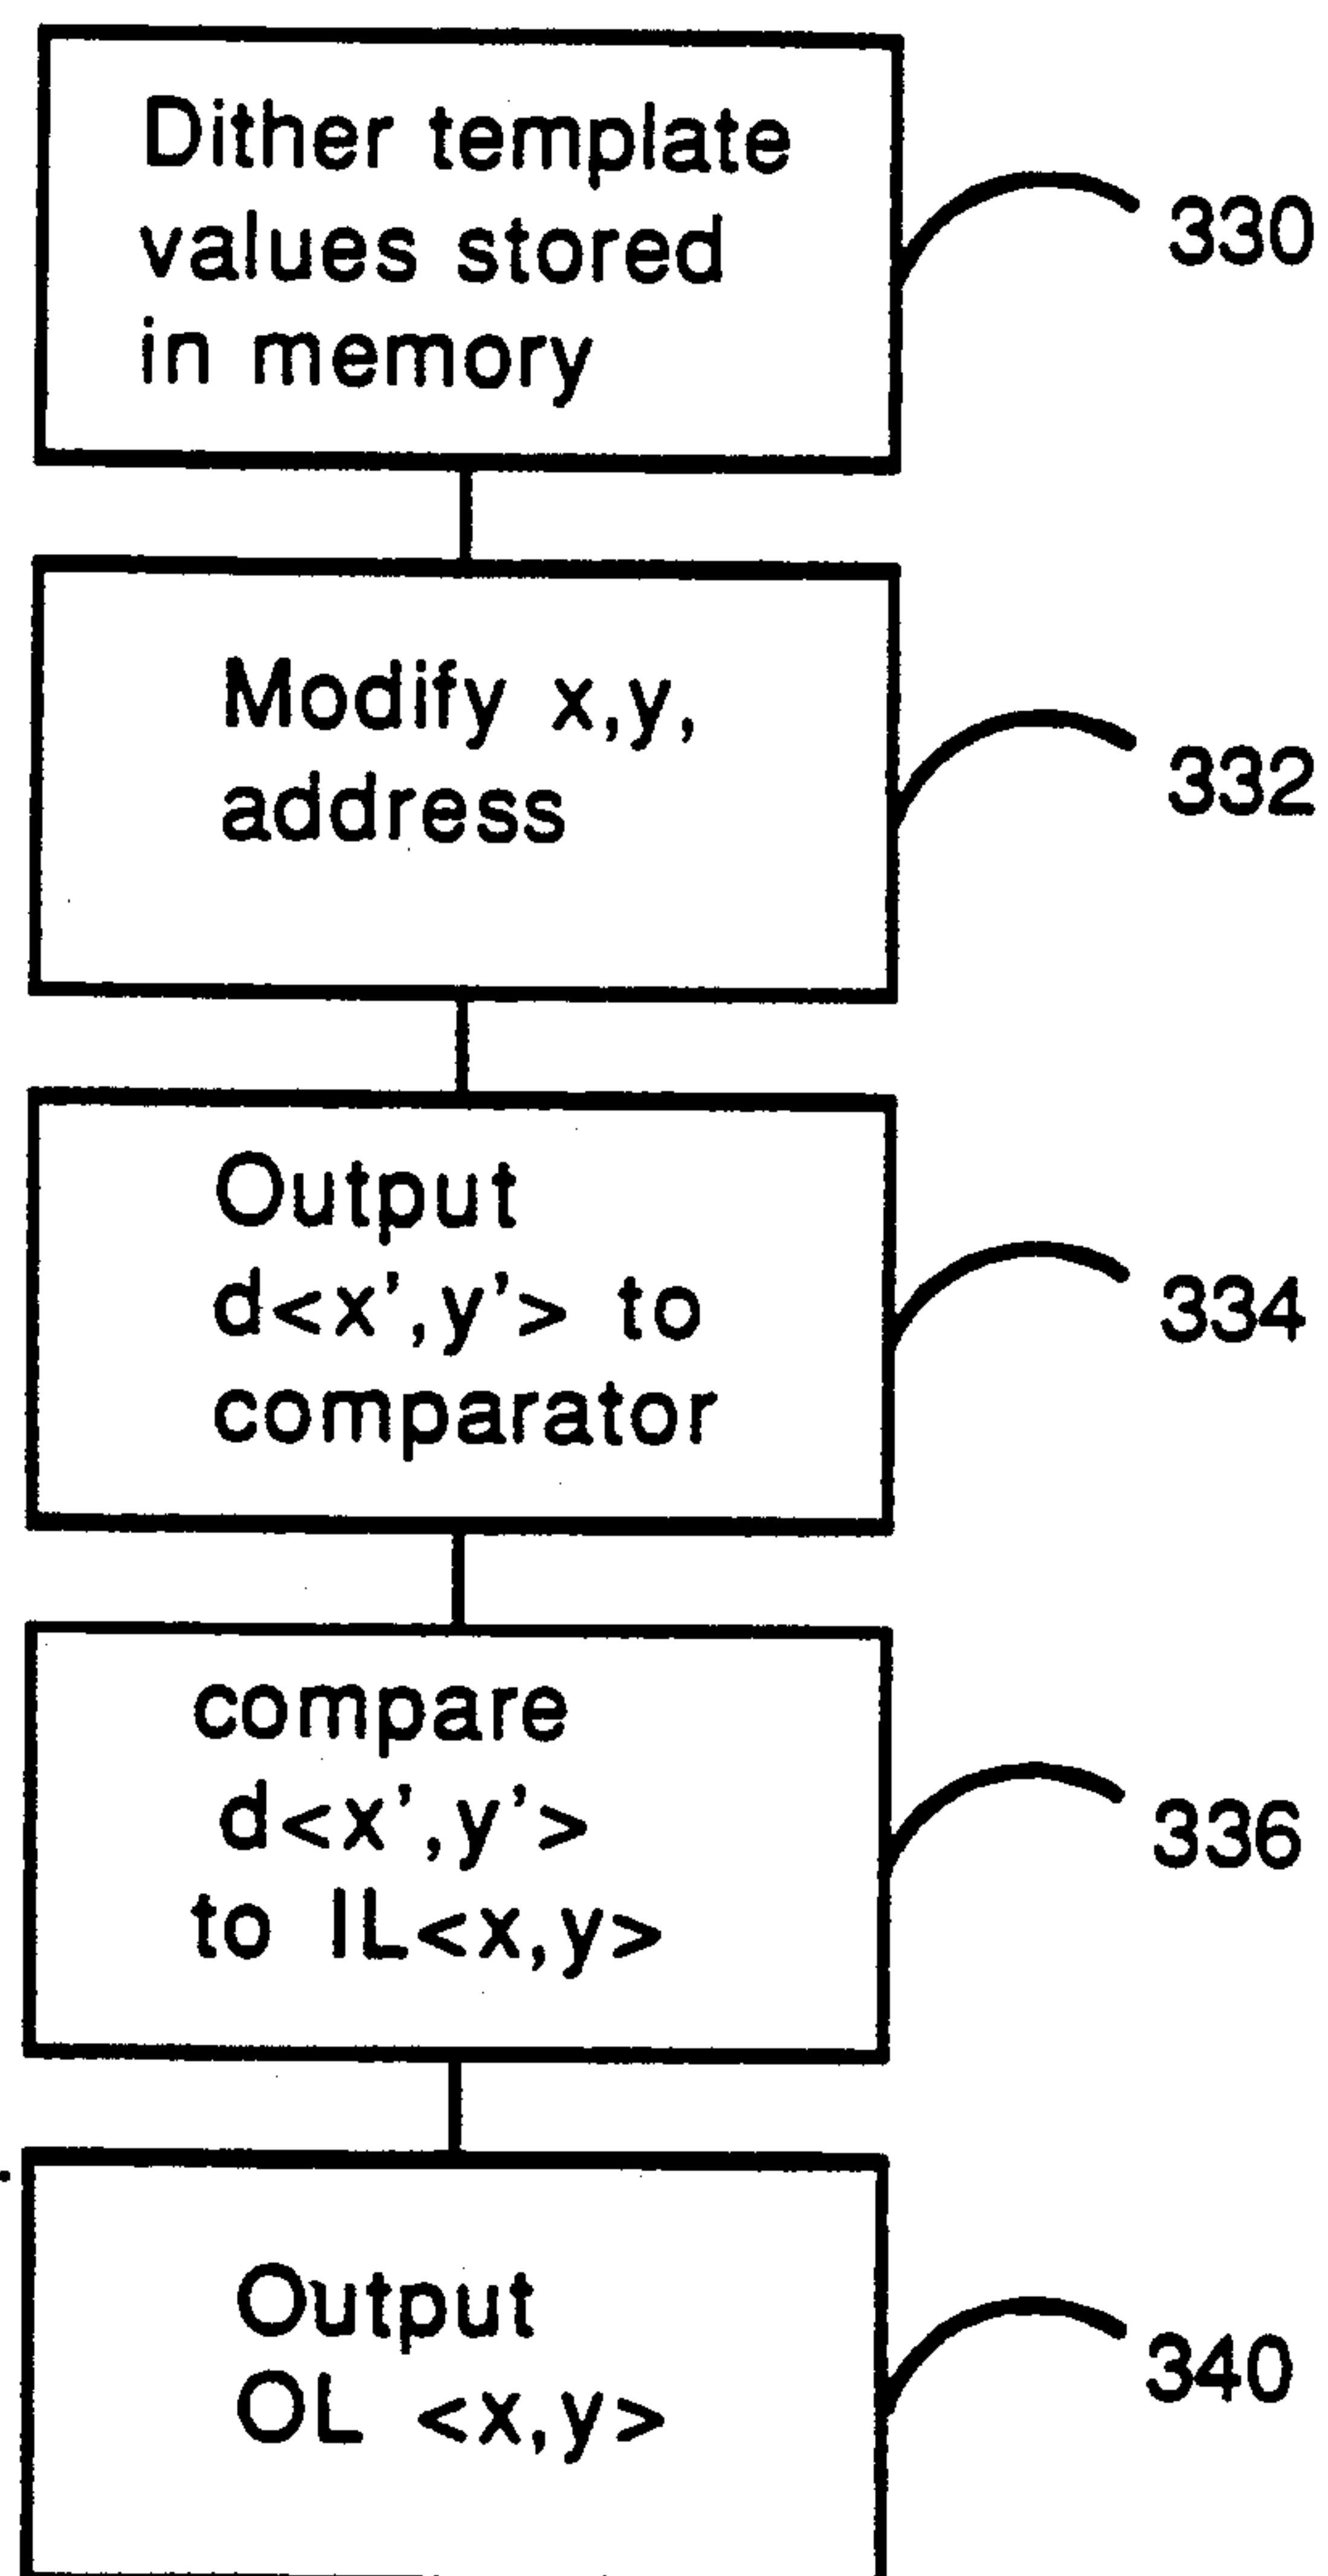 Dither template
values stored
in memory
330
Modify x,y,
address
332
Output
d<x’,y’> to
comparator
334
compare
d<x’,y’>
to IL<x,y>
336
Output
OL <x,y>
340